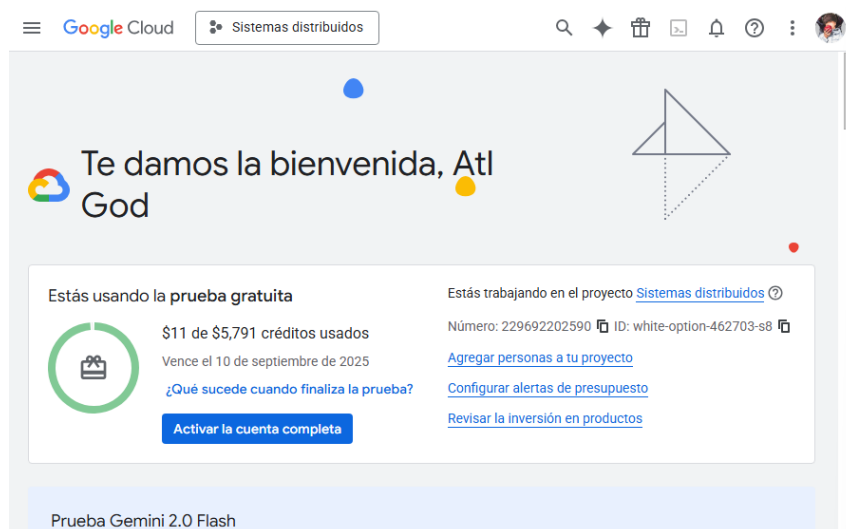 Google Cloud
Sistemas distribuidos
Te damos la bienvenida, Atl
God
Estás usando la prueba gratuita
$11 de $5,791 créditos usados
Vence el 10 de septiembre de 2025
¿Qué sucede cuando finaliza la prueba?
Activar la cuenta completa
Estás trabajando en el proyecto Sistemas distribuidos
Número: 229692202590 ID: white-option-462703-s8
Agregar personas a tu proyecto
Configurar alertas de presupuesto
Revisar la inversión en productos
Prueba Gemini 2.0 Flash